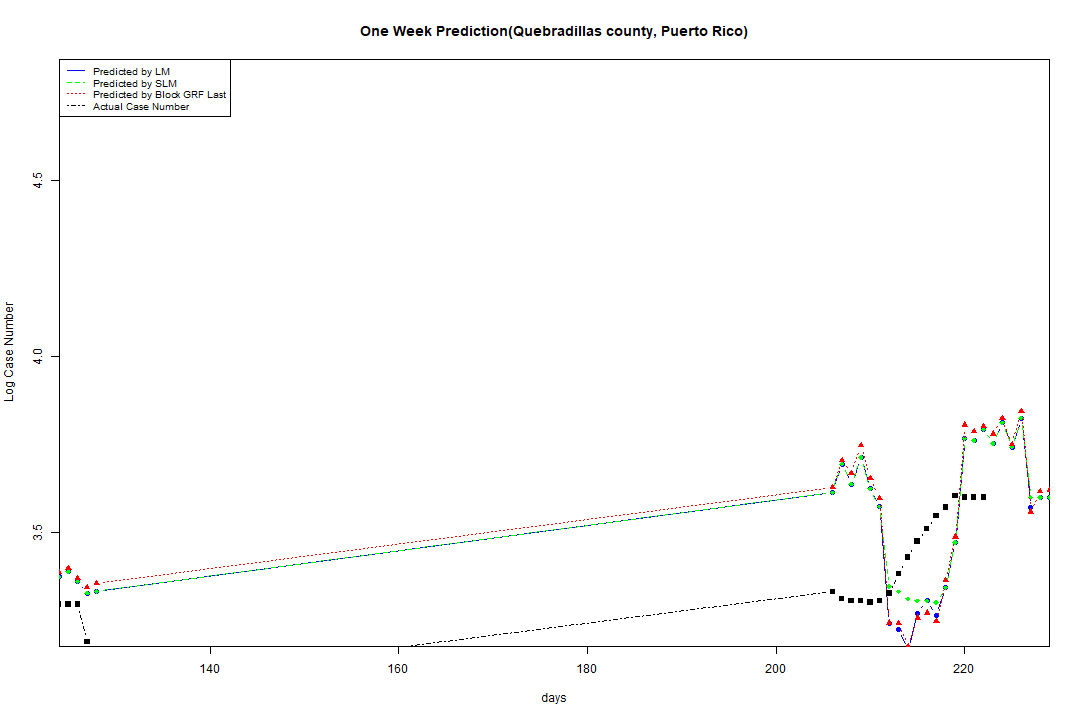 One Week Prediction(Quebradillas county, Puerto Rico)
Predicted by LM
Predicted by SLM
Predicted by Block GRF Last
Actual Case Number
4.5
4.0
3.5
Log Case Number
140 160 180 200 220
days